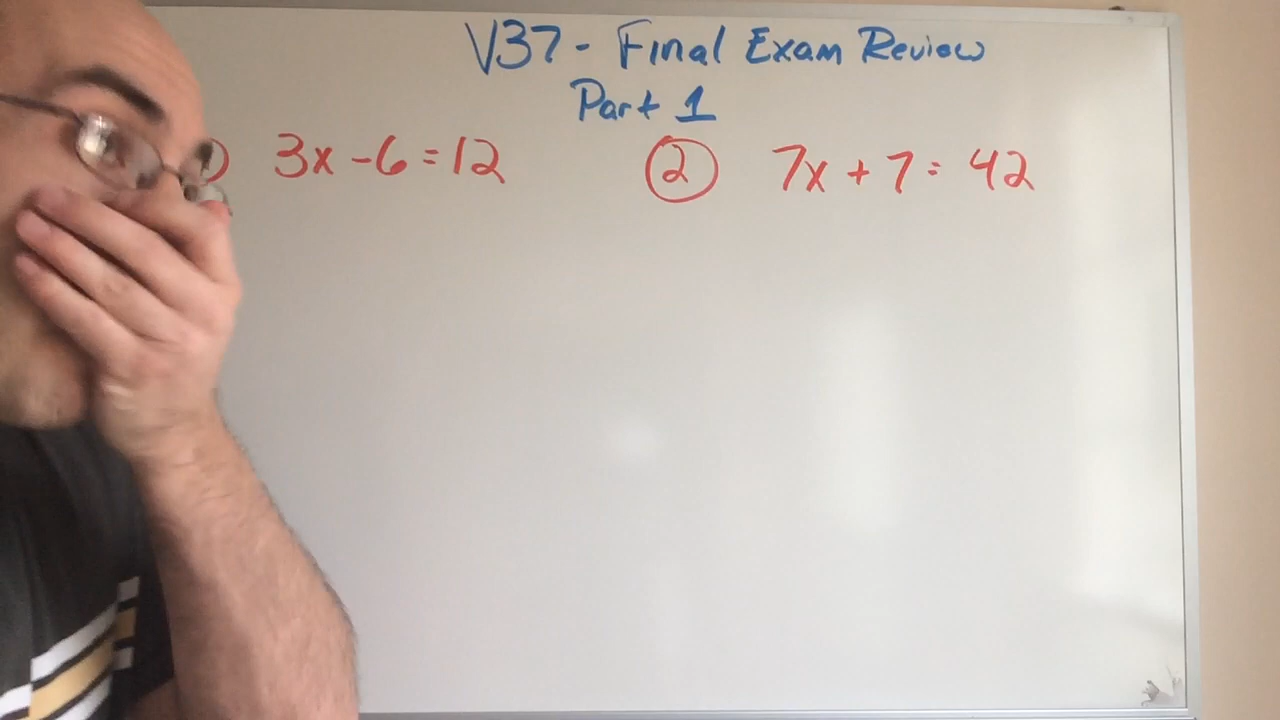 V37 - Final Exam Review
Part 1
3x - 6 = 12
② 7x + 7 = 42